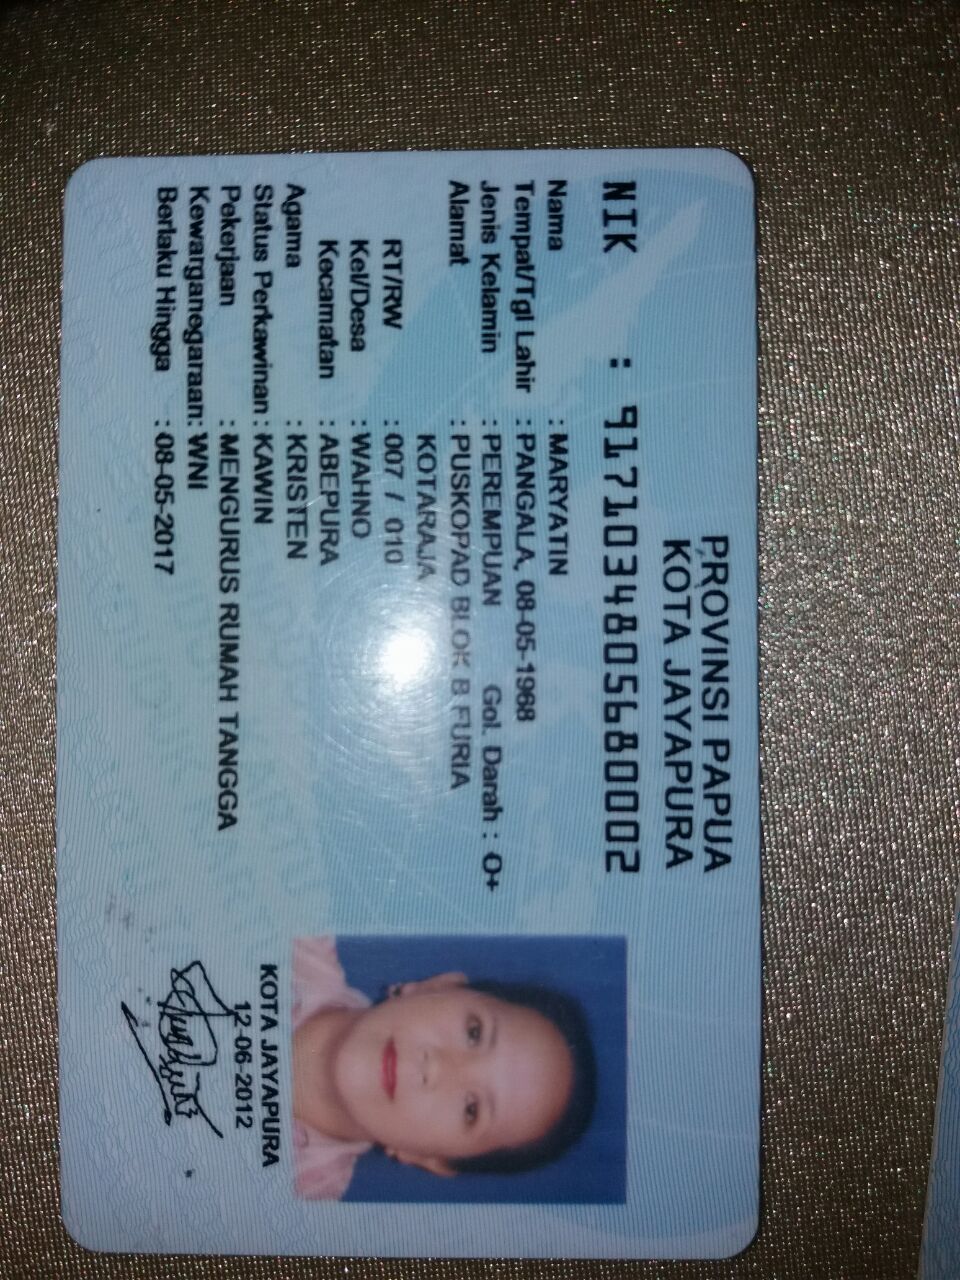 PROVINSI PAPUA
KOTA JAYAPURA
NIK : 9171034805680002
Nama : MARYATIN
Tempat/Tgl Lahir : PANGALA, 08-05-1968
Jenis Kelamin : PEREMPUAN Gol. Darah : O+
Alamat : PUSKOPAD BLOK B FURIA
KOTARAJA
RT/RW : 007 / 010
Kel/Desa : WAHNO
Kecamatan : ABEPURA
Agama : KRISTEN
Status Perkawinan : KAWIN
Pekerjaan : MENGURUS RUMAH TANGGA
Kewarganegaraan: WNI
Berlaku Hingga : 08-05-2017
KOTA JAYAPURA
12-06-2012